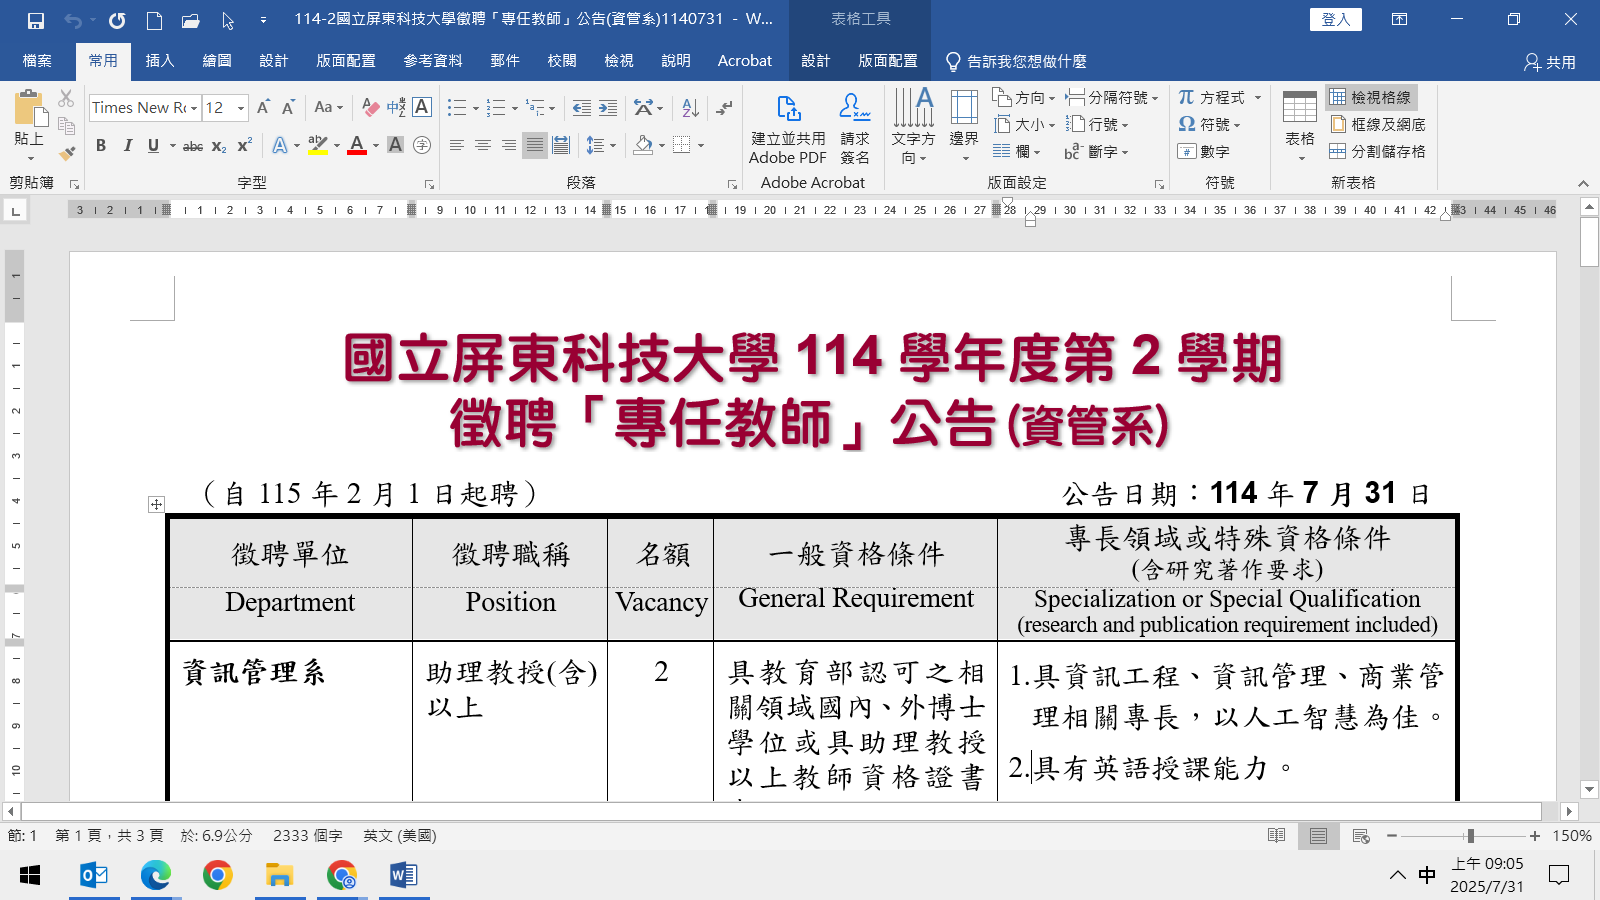 114-2國立屏東科技大學徵聘「專任教師」公告(資管系)1140731 - W...
表格工具
登入
檔案 常用 插入 繪圖 設計 版面配置 參考資料 郵件 校閱 檢視 說明 Acrobat 設計 版面配置 告訴我您想做什麼 共用
貼上
剪貼簿
Times New Ro 12
字型
段落
建立並共用 Adobe PDF
請求 簽名
Adobe Acrobat
文字方向
邊界
方向 分隔符號
大小 行號
欄 斷字
版面設定
方程式
符號
數字
符號
表格
檢視格線
框線及網底
分割儲存格
新表格
國立屏東科技大學 114 學年度第 2 學期
徵聘「專任教師」公告(資管系)
（自 115 年 2 月 1 日起聘）
公告日期：114 年 7 月 31 日
徵聘單位
Department
徵聘職稱
Position
名額
Vacancy
一般資格條件
General Requirement
專長領域或特殊資格條件
(含研究著作要求)
Specialization or Special Qualification
(research and publication requirement included)
資訊管理系
助理教授(含)
以上
2
具教育部認可之相
關領域國內、外博士
學位或具助理教授
以上教師資格證書
1.具資訊工程、資訊管理、商業管
理相關專長，以人工智慧為佳。
2.具有英語授課能力。
節: 1 第 1 頁，共 3 頁 於: 6.9公分 2333 個字 英文 (美國) 150%
中
上午 09:05
2025/7/31